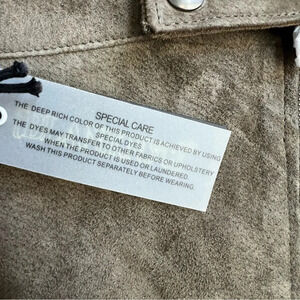 SPECIAL CARE
THE DEEP RICH COLOR OF THIS PRODUCT IS ACHIEVED BY USING
SPECIAL DYES.
THE DYES MAY TRANSFER TO OTHER FABRICS OR UPHOLSTERY
WHEN THE PRODUCT IS USED OR LAUNDERED.
WASH THIS PRODUCT SEPARATELY BEFORE WEARING.